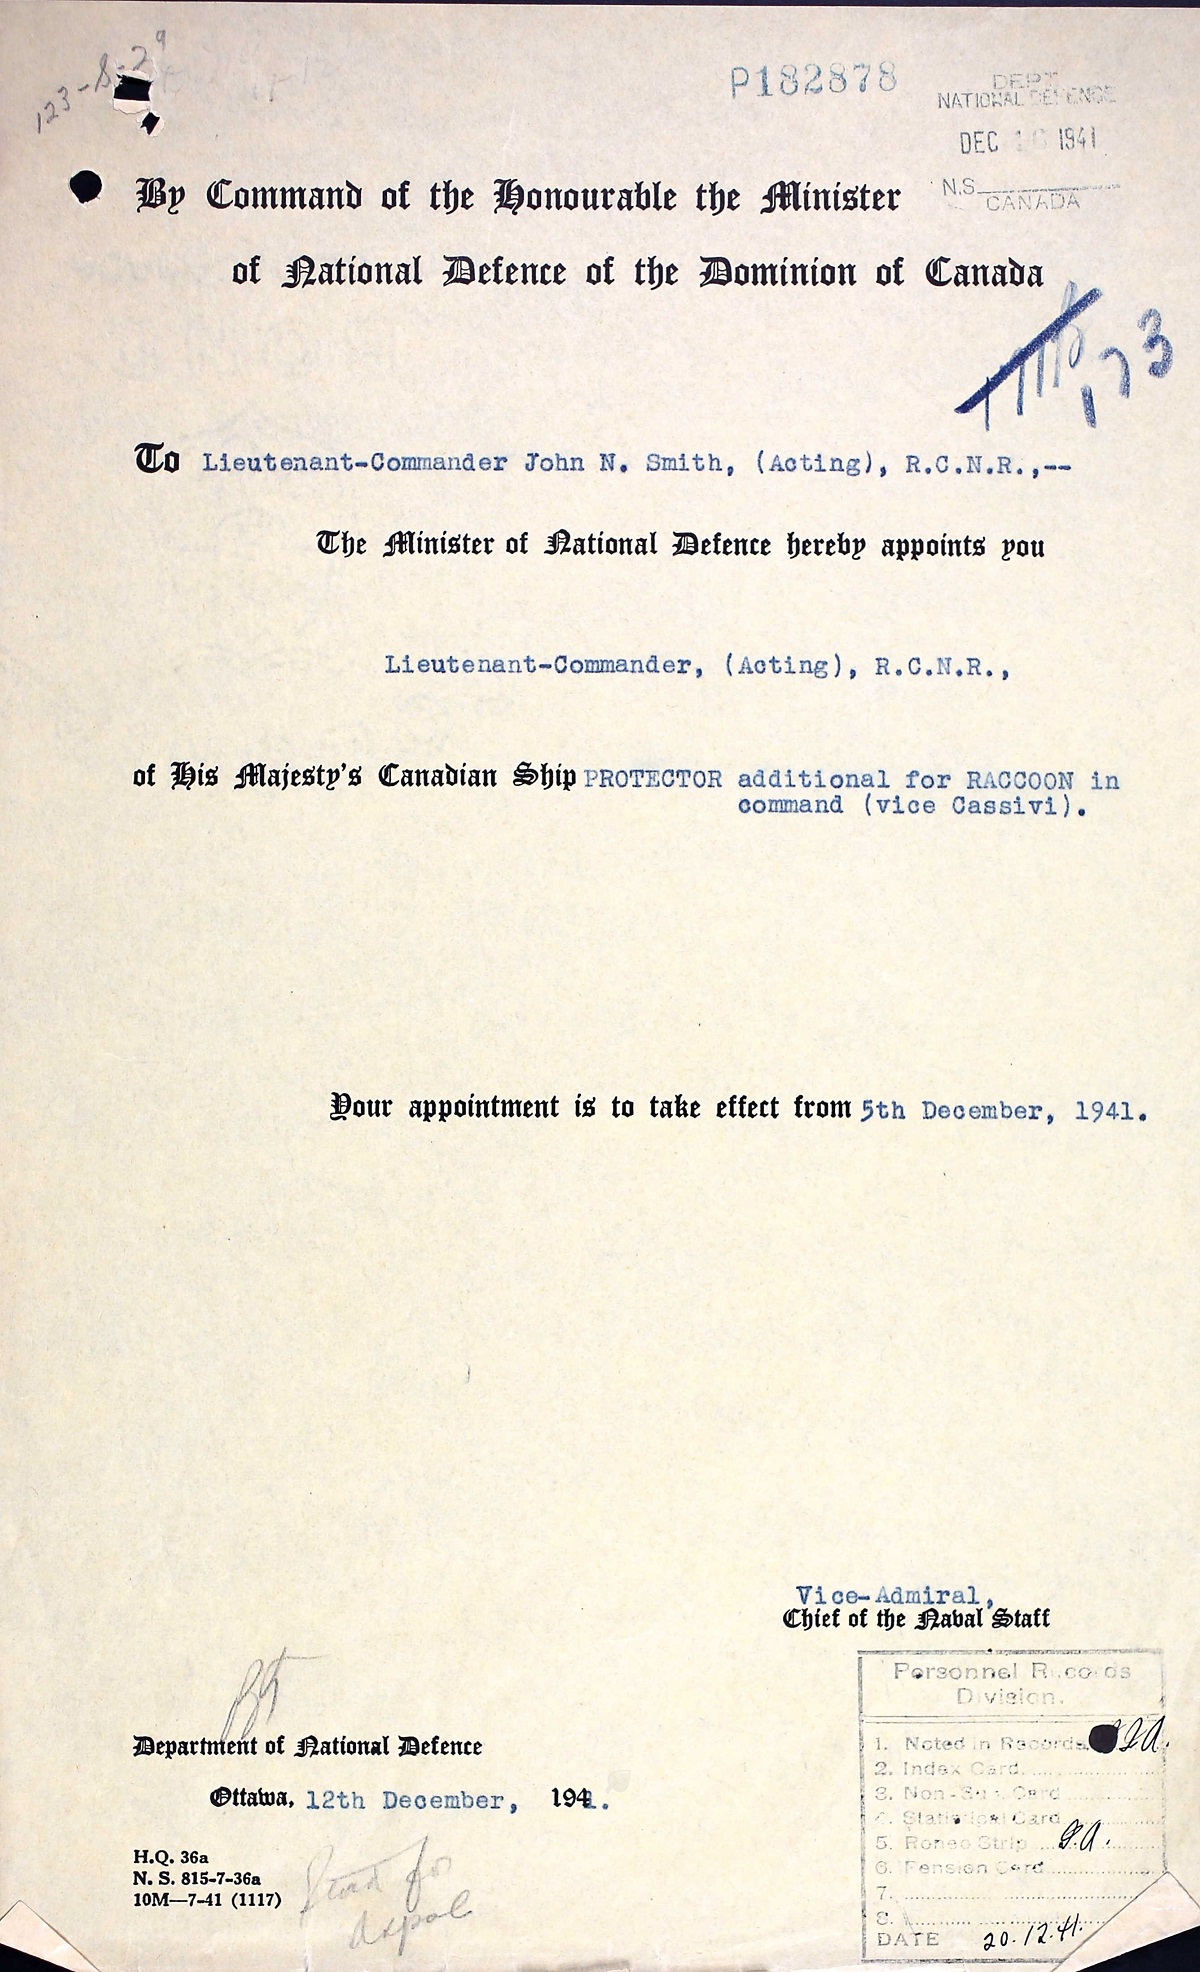 123-S-29
P182878
DEPT
NATIONAL DEFENCE
DEC 16 1941
N.S.
CANADA
By Command of the Honourable the Minister
of National Defence of the Dominion of Canada
173
To Lieutenant-Commander John N. Smith, (Acting), R.C.N.R.,--
The Minister of National Defence hereby appoints you
Lieutenant-Commander, (Acting), R.C.N.R.,
of His Majesty's Canadian Ship PROTECTOR additional for RACCOON in
command (vice Cassivi).
Your appointment is to take effect from 5th December, 1941.
Vice-Admiral,
Chief of the Naval Staff
Department of National Defence
Ottawa, 12th December, 1941.
H.Q. 36a
N. S. 815-7-36a
10M—7-41 (1117)
Personnel Records
Division.
1. Noted in Records
2. Index Card
3. Non-Sub. Card
4. Statistical Card
5. Roneo Strip
6. Pension Card
7.
8.
DATE 20.12.41.